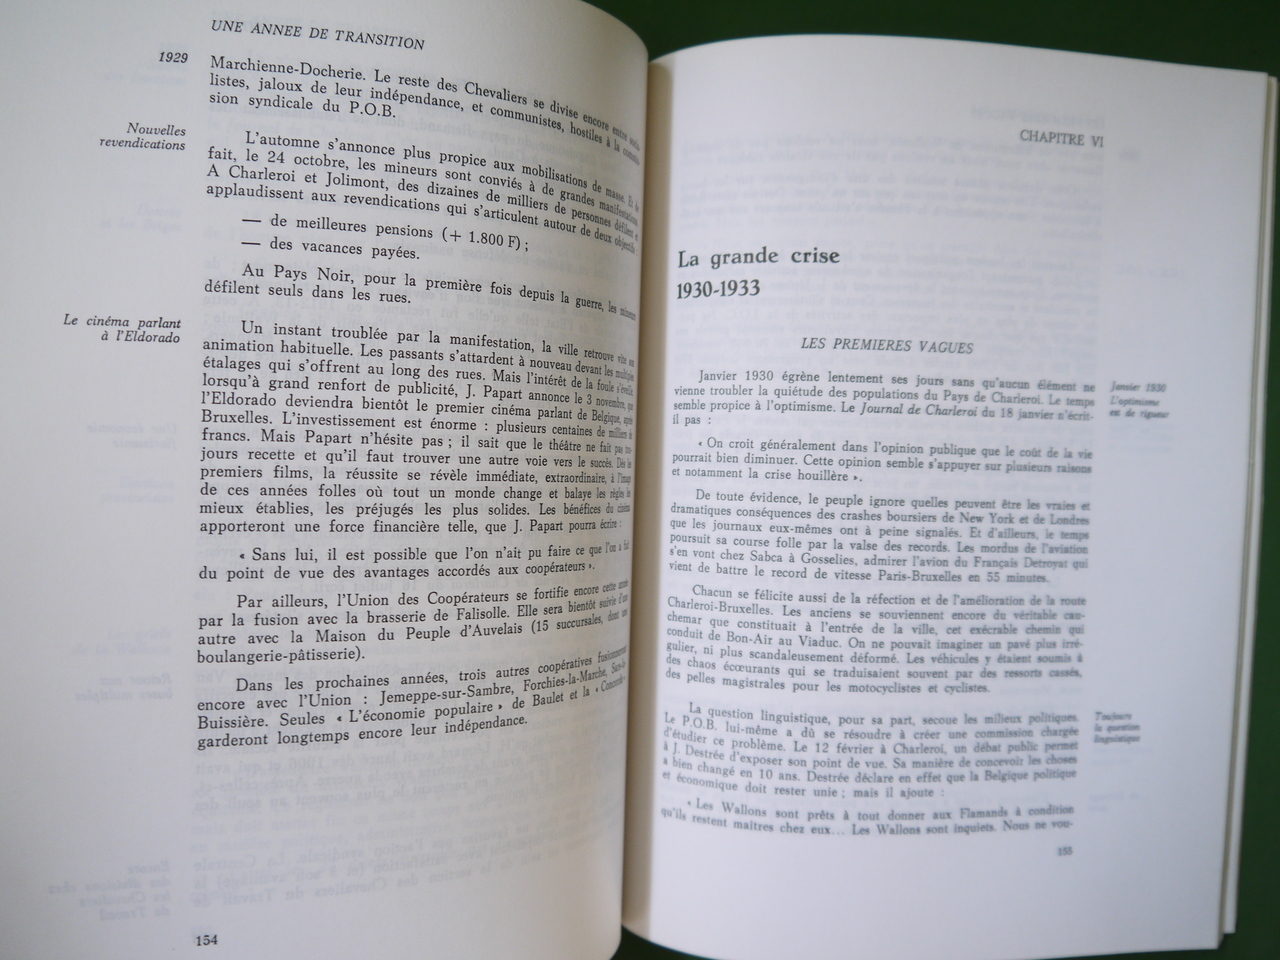 UNE ANNEE DE TRANSITION
1929
Marchienne-Docherie. Le reste des Chevaliers se divise encore entre
listes, jaloux de leur indépendance, et communistes, hostiles à la
sion syndicale du P.O.B.
Nouvelles
revendications
L'automne s'annonce plus propice aux mobilisations de masse. Et de
fait, le 24 octobre, les mineurs sont conviés à de grandes manifestations.
A Charleroi et Jolimont, des dizaines de milliers de personnes défilent et
applaudissent aux revendications qui s'articulent autour de deux objectifs :
— de meilleures pensions (+ 1.800 F) ;
— des vacances payées.
Au Pays Noir, pour la première fois depuis la guerre, les mineurs
défilent seuls dans les rues.
Le cinéma parlant
à l'Eldorado
Un instant troublée par la manifestation, la ville retrouve vite son
animation habituelle. Les passants s'attardent à nouveau devant les multiples
étalages qui s'offrent au long des rues. Mais l'intérêt de la foule s'éveille
lorsqu'à grand renfort de publicité, J. Papart annonce le 3 novembre, que
l'Eldorado deviendra bientôt le premier cinéma parlant de Belgique, après
Bruxelles. L'investissement est énorme : plusieurs centaines de milliers de
francs. Mais Papart n'hésite pas ; il sait que le théâtre ne fait pas tou-
jours recette et qu'il faut trouver une autre voie vers le succès. Dès les
premiers films, la réussite se révèle immédiate, extraordinaire, à l'image
de ces années folles où tout un monde change et balaye les règles les
mieux établies, les préjugés les plus solides. Les bénéfices du cinéma
apporteront une force financière telle, que J. Papart pourra écrire :
« Sans lui, il est possible que l'on n'ait pu faire ce que l'on a fait
du point de vue des avantages accordés aux coopérateurs ».
Par ailleurs, l'Union des Coopérateurs se fortifie encore cette année
par la fusion avec la brasserie de Falisolle. Elle sera bientôt suivie d'une
autre avec la Maison du Peuple d'Auvelais (15 succursales, dont une
boulangerie-pâtisserie).
Dans les prochaines années, trois autres coopératives fusionneront
encore avec l'Union : Jemeppe-sur-Sambre, Forchies-la-Marche, Sars-la-
Buissière. Seules « L'économie populaire » de Baulet et la « Concorde »
garderont longtemps encore leur indépendance.
154
CHAPITRE VI
La grande crise
1930-1933
LES PREMIERES VAGUES
Janvier 1930 égrène lentement ses jours sans qu'aucun élément ne
vienne troubler la quiétude des populations du Pays de Charleroi. Le temps
semble propice à l'optimisme. Le Journal de Charleroi du 18 janvier n'écrit-
il pas :
Janvier 1930
L'optimisme
est de rigueur
« On croit généralement dans l'opinion publique que le coût de la vie
pourrait bien diminuer. Cette opinion semble s'appuyer sur plusieurs raisons
et notamment la crise houillère ».
De toute évidence, le peuple ignore quelles peuvent être les vraies et
dramatiques conséquences des crashes boursiers de New York et de Londres
que les journaux eux-mêmes ont à peine signalés. Et d'ailleurs, le temps
poursuit sa course folle par la valse des records. Les mordus de l'aviation
s'en vont chez Sabca à Gosselies, admirer l'avion du Français Detroyat qui
vient de battre le record de vitesse Paris-Bruxelles en 55 minutes.
Chacun se félicite aussi de la réfection et de l'amélioration de la route
Charleroi-Bruxelles. Les anciens se souviennent encore du véritable cau-
chemar que constituait à l'entrée de la ville, cet exécrable chemin qui
conduit de Bon-Air au Viaduc. On ne pouvait imaginer un pavé plus irré-
gulier, ni plus scandaleusement déformé. Les véhicules y étaient soumis à
des chaos écœurants qui se traduisaient souvent par des ressorts cassés,
des pelles magistrales pour les motocyclistes et cyclistes.
La question linguistique, pour sa part, secoue les milieux politiques.
Le P.O.B. lui-même a dû se résoudre à créer une commission chargée
d'étudier ce problème. Le 12 février à Charleroi, un débat public permet
à J. Destrée d'exposer son point de vue. Sa manière de concevoir les choses
a bien changé en 10 ans. Destrée déclare en effet que la Belgique politique
et économique doit rester unie ; mais il ajoute :
Toujours
la question
linguistique
« Les Wallons sont prêts à tout donner aux Flamands à condition
qu'ils restent maîtres chez eux... Les Wallons sont inquiets. Nous ne vou-
155